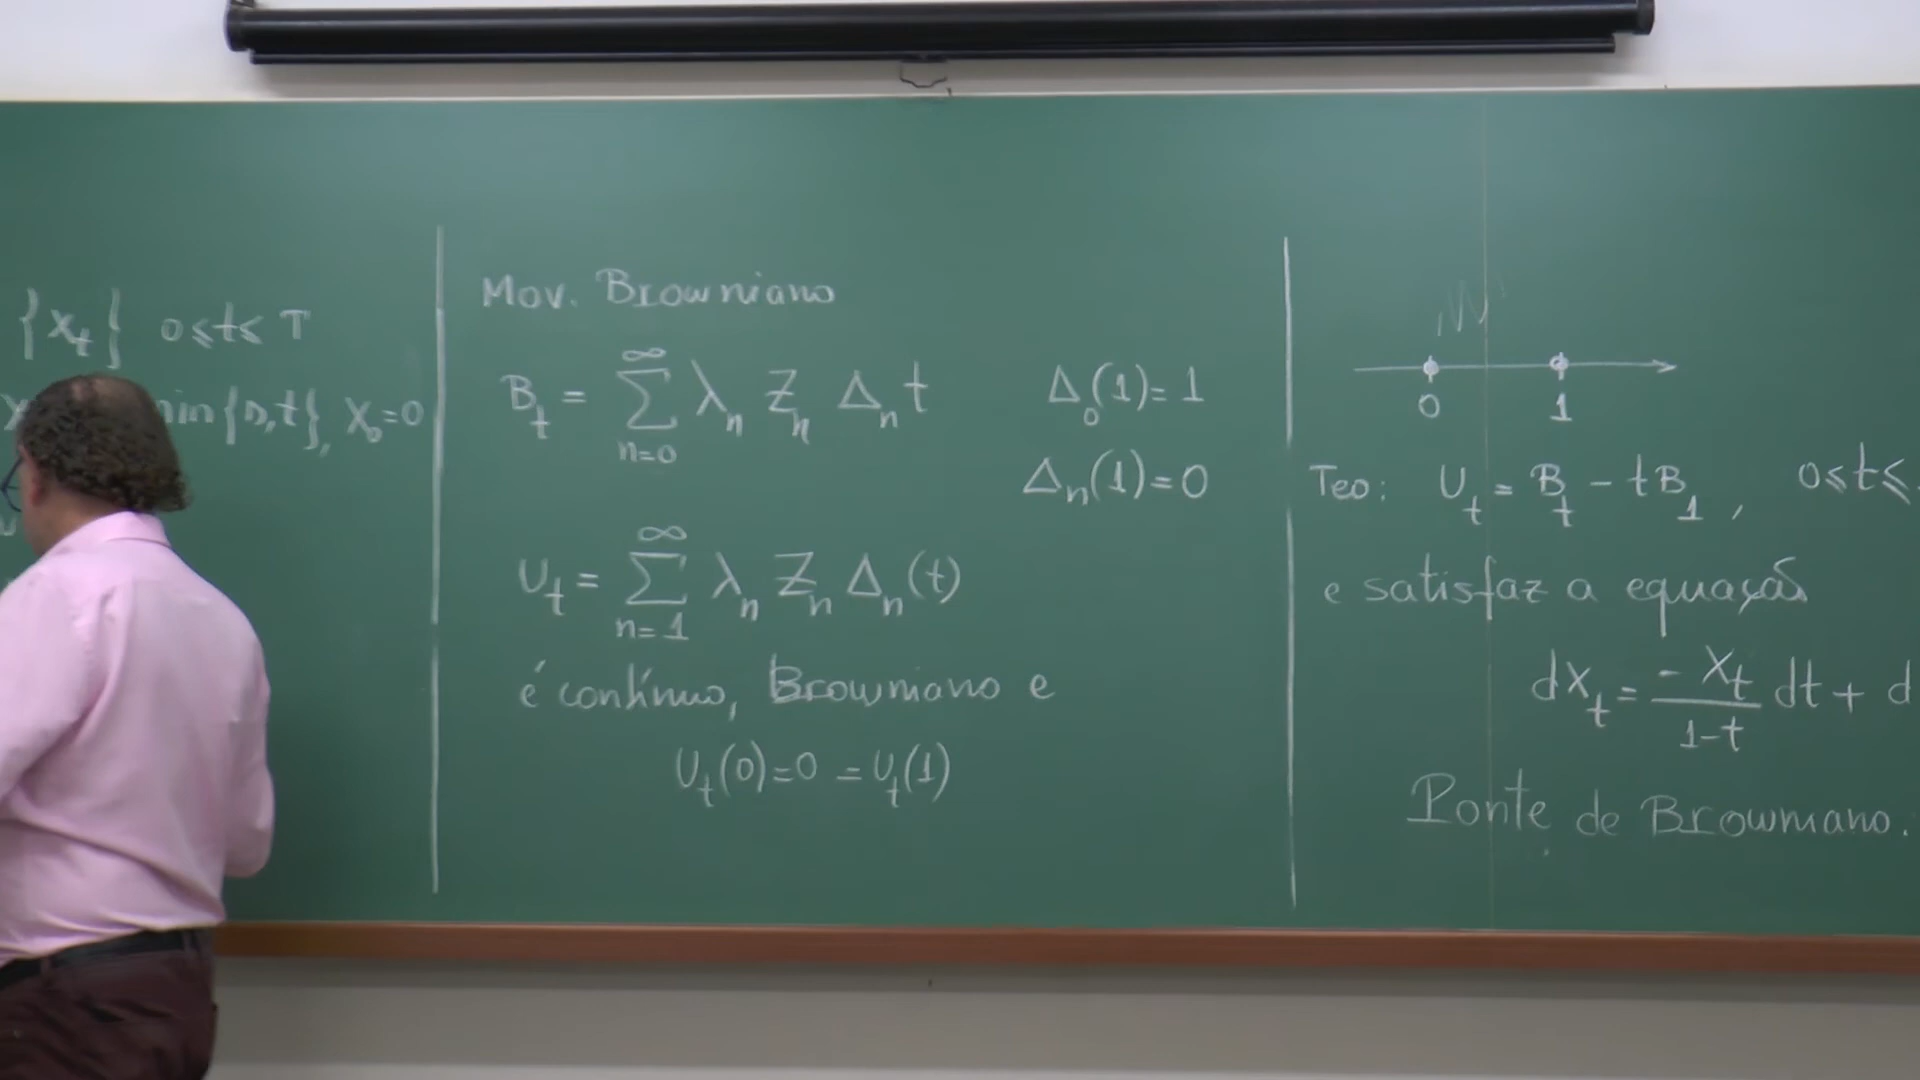 {X_t} 0≤t≤T
min{s,t}, X_0=0
Mov. Browniano
B_t = ∑_{n=0}^{∞} λ_n Z_n Δ_n t
Δ_0(1)=1
Δ_n(1)=0
U_t = ∑_{n=1}^{∞} λ_n Z_n Δ_n(t)
é contínuo, Browniano e
U_t(0)=0 =U_t(1)
0 1
Teo: U_t = B_t - tB_1, 0≤t≤
e satisfaz a equação
dX_t = \frac{-X_t}{1-t} dt + d
Ponte de Browniano.